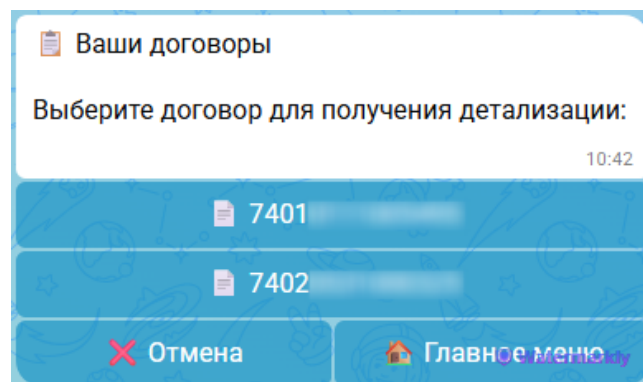 📋 Ваши договоры
Выберите договор для получения детализации:
10:42
📄 7401
📄 7402
❌ Отмена
🏠 Главное меню